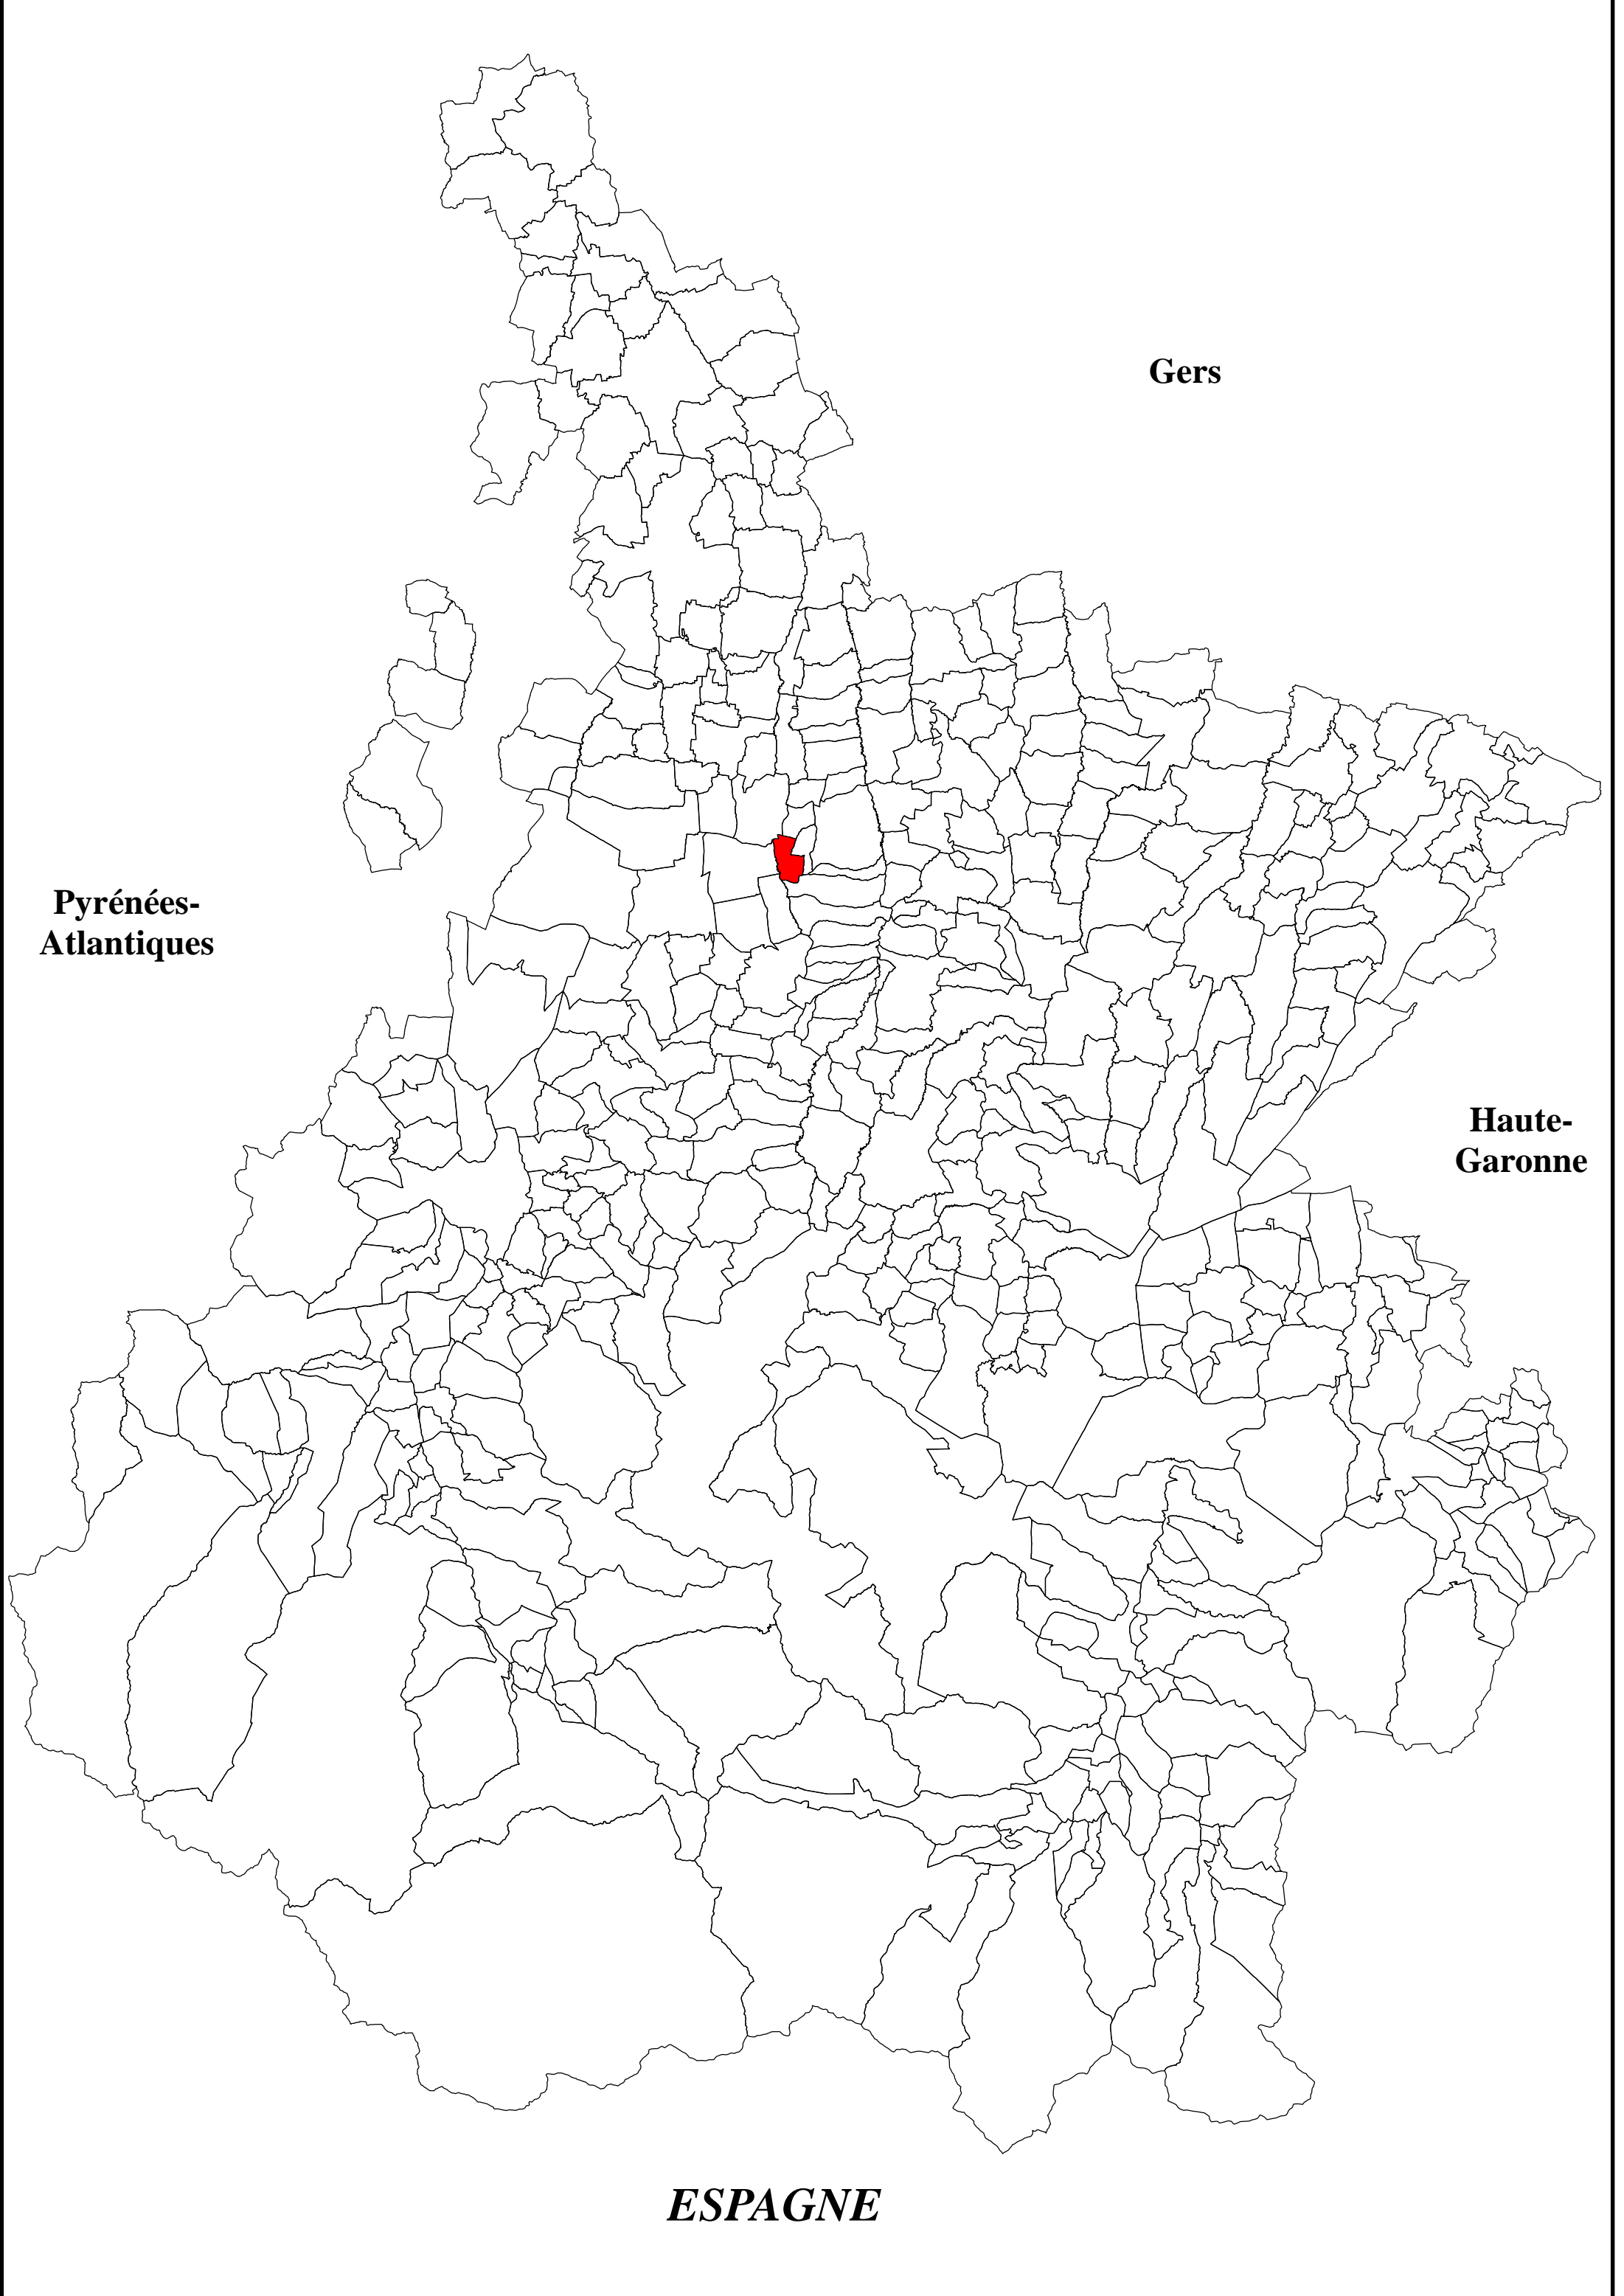 Gers
Pyrénées-
Atlantiques
Haute-
Garonne
ESPAGNE